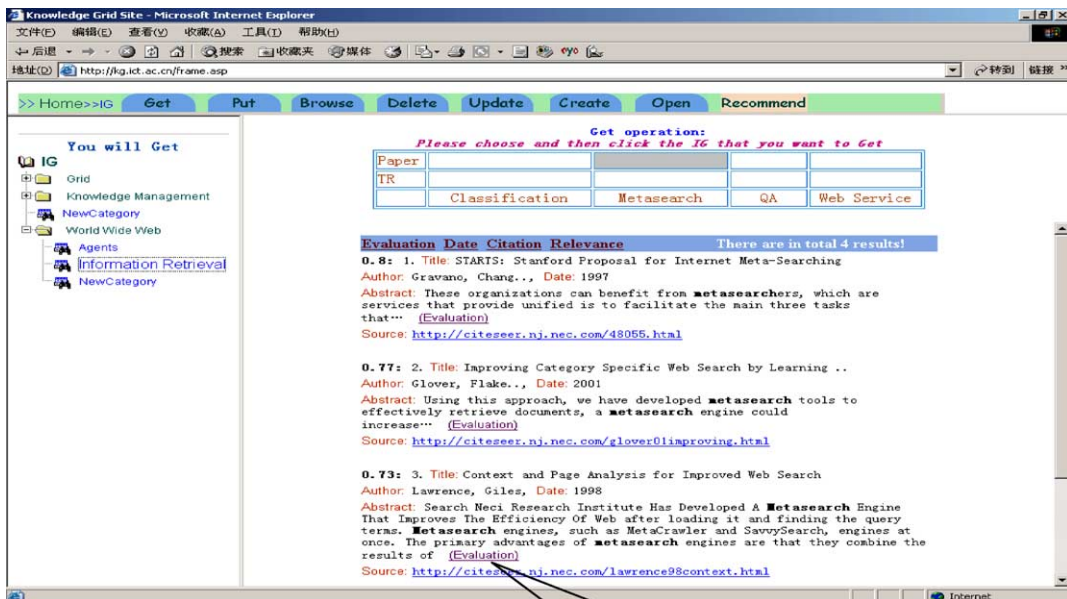 Knowledge Grid Site - Microsoft Internet Explorer
文件(F) 编辑(E) 查看(V) 收藏(A) 工具(T) 帮助(H)
后退 搜索 收藏夹 媒体
地址(D) http://kg.ict.ac.cn/frame.asp 转到 链接 »
>> Home>>IG Get Put Browse Delete Update Create Open Recommend
You will Get
IG
Grid
Knowledge Management
NewCategory
World Wide Web
Agents
Information Retrieval
NewCategory
Get operation:
Please choose and then click the IG that you want to Get
Paper
TR
Classification Metasearch QA Web Service
Evaluation Date Citation Relevance There are in total 4 results!
0.8: 1. Title: STARTS: Stanford Proposal for Internet Meta-Searching
Author: Gravano, Chang.., Date: 1997
Abstract: These organizations can benefit from metasearchers, which are
services that provide unified is to facilitate the main three tasks
that… (Evaluation)
Source: http://citeseer.nj.nec.com/48055.html
0.77: 2. Title: Improving Category Specific Web Search by Learning ..
Author: Glover, Flake.., Date: 2001
Abstract: Using this approach, we have developed metasearch tools to
effectively retrieve documents, a metasearch engine could
increase… (Evaluation)
Source: http://citeseer.nj.nec.com/glover01improving.html
0.73: 3. Title: Context and Page Analysis for Improved Web Search
Author: Lawrence, Giles, Date: 1998
Abstract: Search Neci Research Institute Has Developed A Metasearch Engine
That Improves The Efficiency Of Web after loading it and finding the query
terms. Metasearch engines, such as MetaCrawler and SavvySearch, engines at
once. The primary advantages of metasearch engines are that they combine the
results of (Evaluation)
Source: http://citeseer.nj.nec.com/lawrence98context.html
Internet